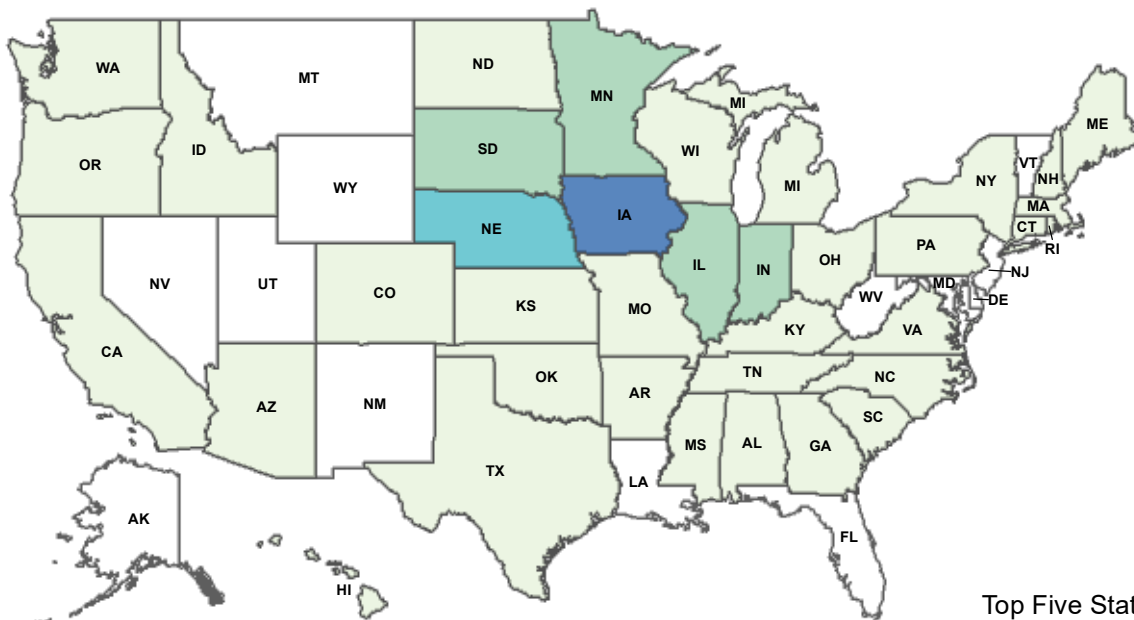 WA
MT
ND
MN
MI
ME
OR
ID
SD
WI
WY
MI
NY
VT
NH
MA
CT
RI
NE
IA
NV
UT
CO
IL
IN
OH
PA
NJ
WV
MD
DE
KS
MO
KY
VA
CA
AZ
NM
OK
AR
TN
NC
SC
TX
LA
MS
AL
GA
FL
AK
HI
Top Five Stat